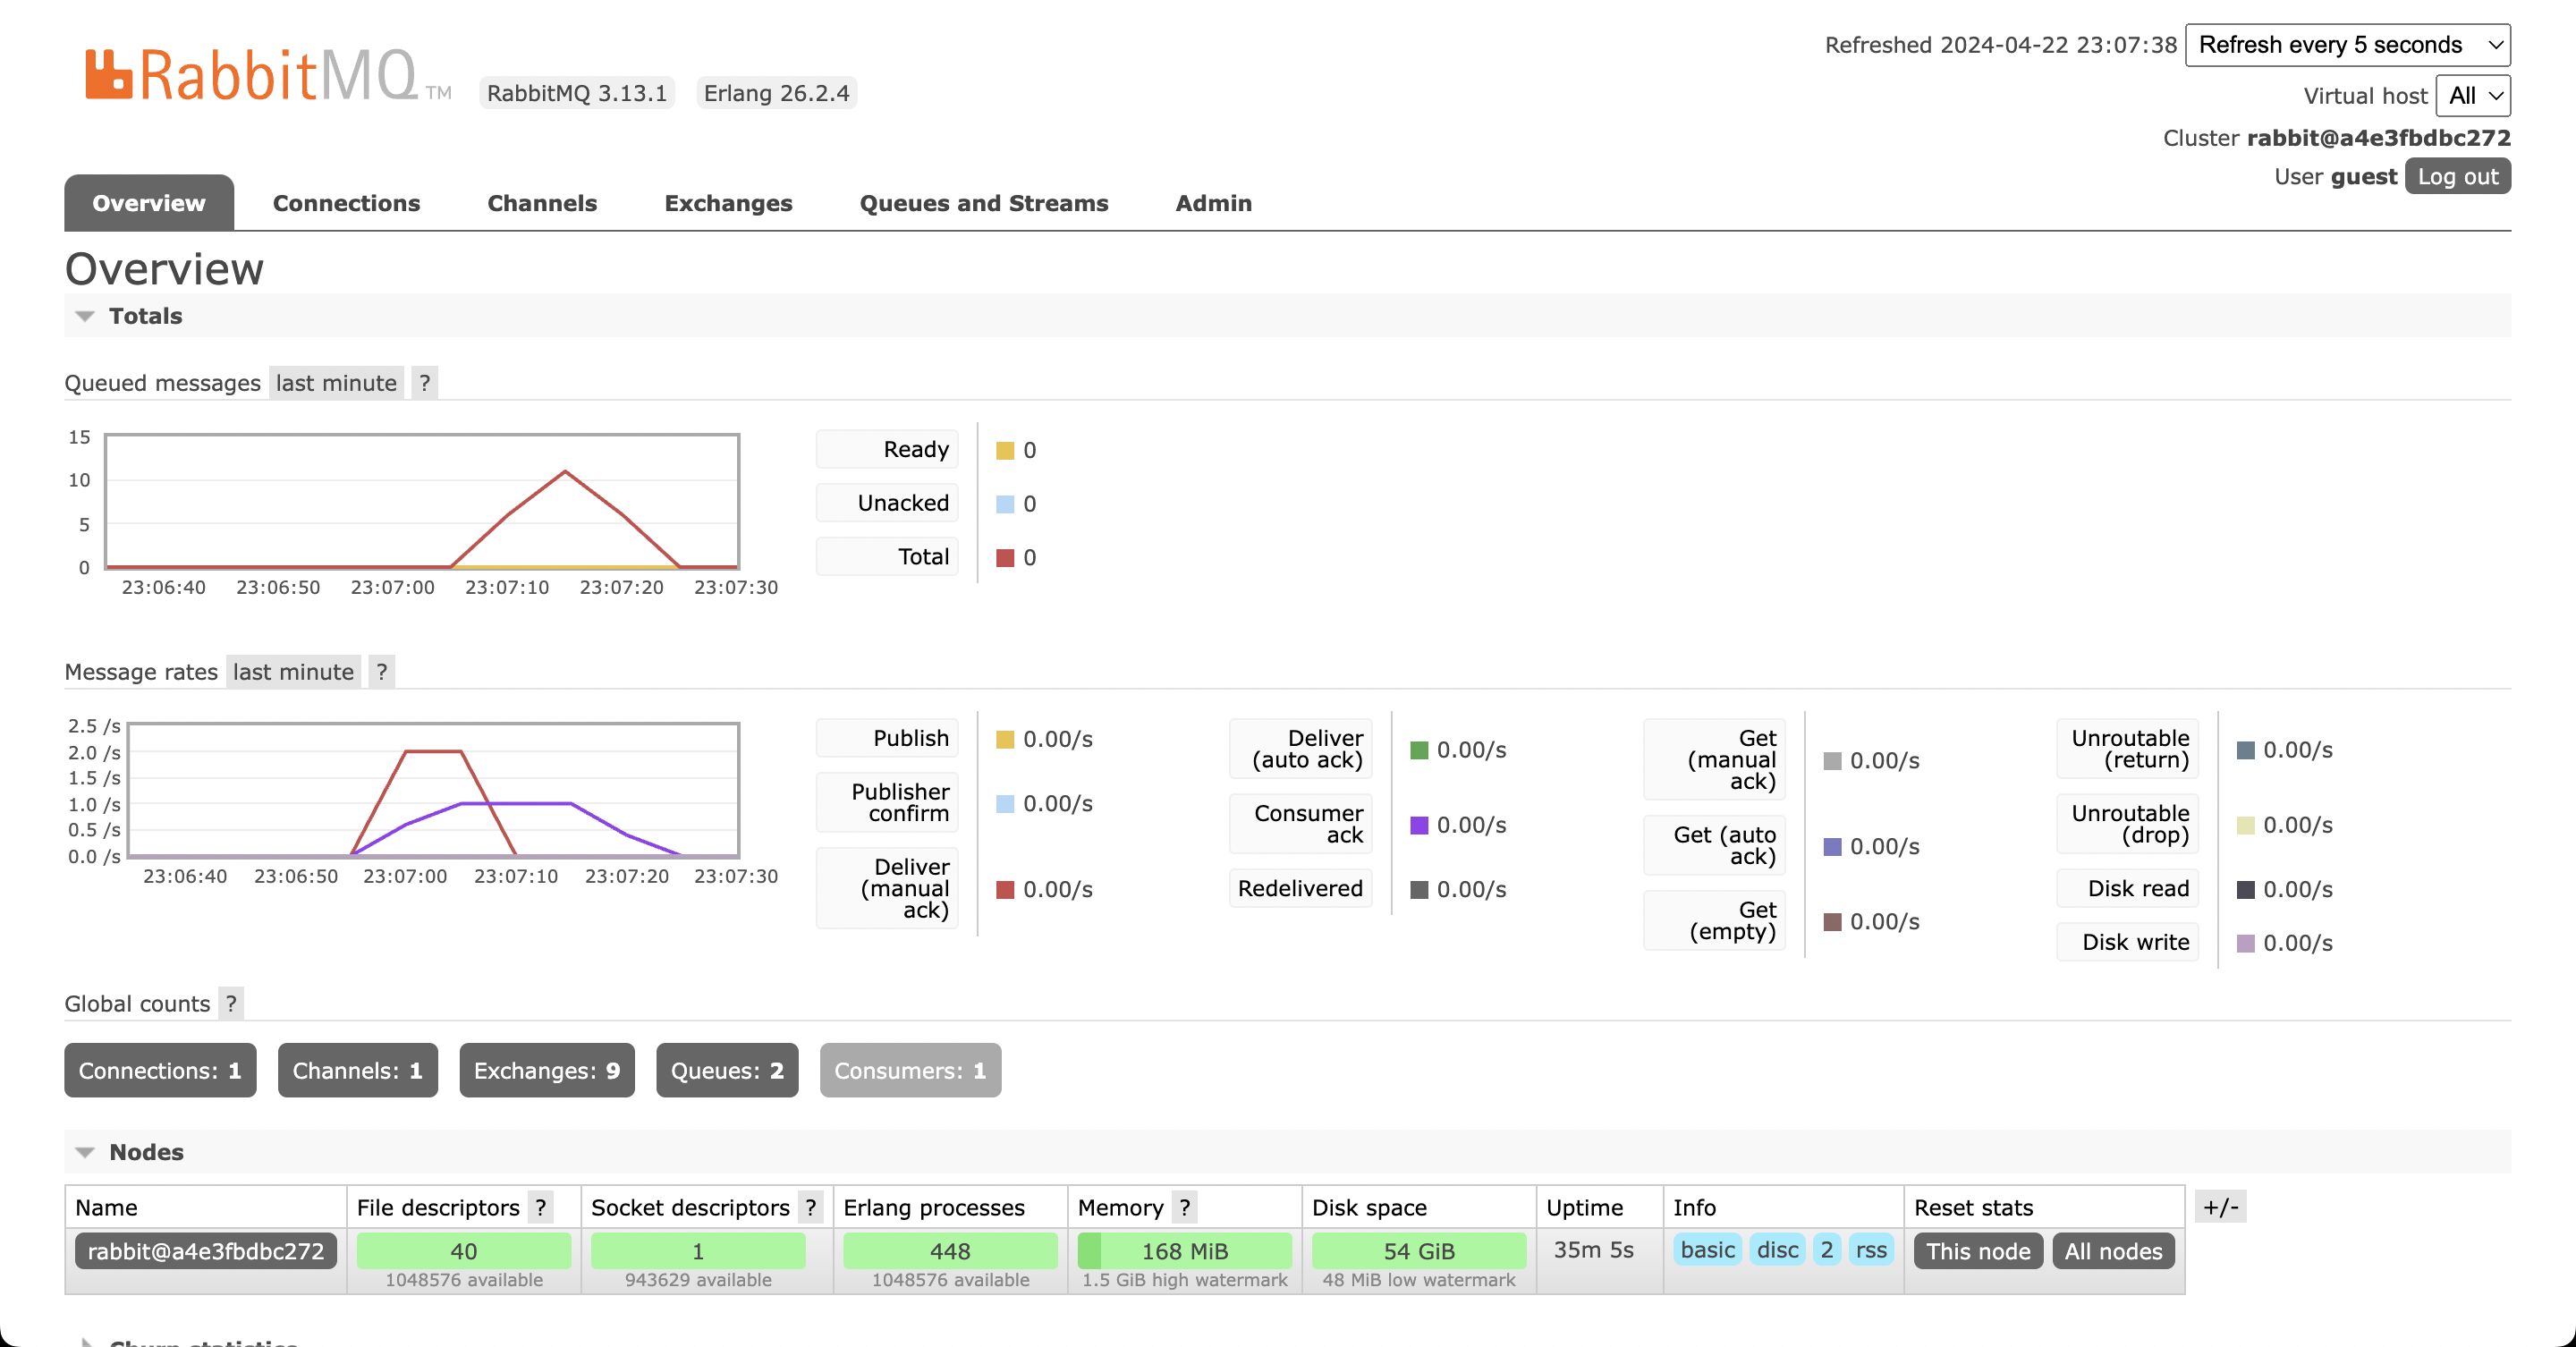 RabbitMQ TM RabbitMQ 3.13.1 Erlang 26.2.4
Refreshed 2024-04-22 23:07:38 Refresh every 5 seconds
Virtual host All
Cluster rabbit@a4e3fbdbc272
User guest Log out
Overview Connections Channels Exchanges Queues and Streams Admin
Overview
Totals
Queued messages last minute ?
15
10
5
0
23:06:40 23:06:50 23:07:00 23:07:10 23:07:20 23:07:30
Ready 0
Unacked 0
Total 0
Message rates last minute ?
2.5 /s
2.0 /s
1.5 /s
1.0 /s
0.5 /s
0.0 /s
23:06:40 23:06:50 23:07:00 23:07:10 23:07:20 23:07:30
Publish 0.00/s
Publisher
confirm 0.00/s
Deliver
(manual
ack) 0.00/s
Deliver
(auto ack) 0.00/s
Consumer
ack 0.00/s
Redelivered 0.00/s
Get
(manual
ack) 0.00/s
Get (auto
ack) 0.00/s
Get
(empty) 0.00/s
Unroutable
(return) 0.00/s
Unroutable
(drop) 0.00/s
Disk read 0.00/s
Disk write 0.00/s
Global counts ?
Connections: 1 Channels: 1 Exchanges: 9 Queues: 2 Consumers: 1
Nodes
Name File descriptors ? Socket descriptors ? Erlang processes Memory ? Disk space Uptime Info Reset stats +/-
rabbit@a4e3fbdbc272 40 1 448 168 MiB 54 GiB 35m 5s basic disc 2 rss This node All nodes
1048576 available 943629 available 1048576 available 1.5 GiB high watermark 48 MiB low watermark
Churn statistics